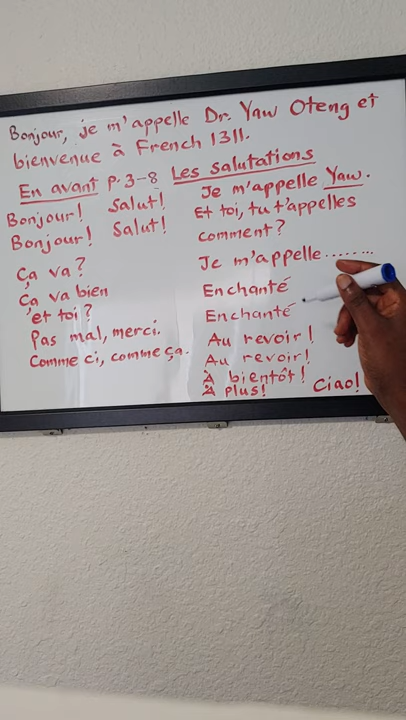 Bonjour, je m'appelle Dr. Yaw Oteng et
bienvenue à French 1311.
En avant p.3-8 Les salutations
Bonjour! Salut!
Bonjour! Salut!
Ça va?
Ça va bien
et toi?
Pas mal, merci.
Comme ci, comme ça.
Je m'appelle Yaw.
Et toi, tu t'appelles
comment?
Je m'appelle........
Enchanté
Enchanté
Au revoir!
Au revoir!
À bientôt!
À plus! Ciao!